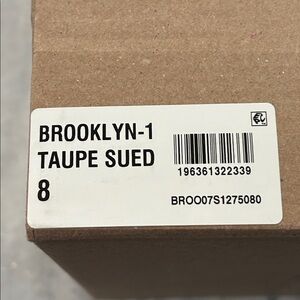 BROOKLYN-1
TAUPE SUED
8
196361322339
BROO07S1275080